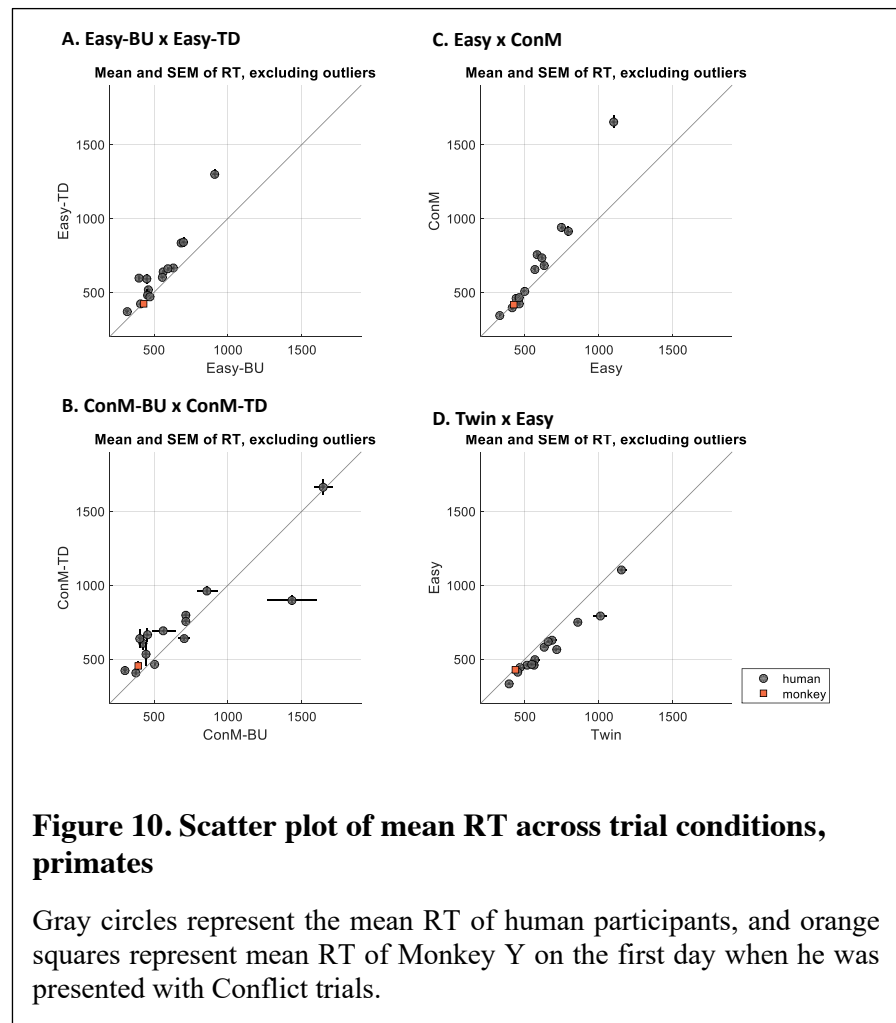 A. Easy-BU x Easy-TD
Mean and SEM of RT, excluding outliers
1500
1000
500
Easy-TD
500 1000 1500
Easy-BU
C. Easy x ConM
Mean and SEM of RT, excluding outliers
1500
1000
500
ConM
500 1000 1500
Easy
B. ConM-BU x ConM-TD
Mean and SEM of RT, excluding outliers
1500
1000
500
ConM-TD
500 1000 1500
ConM-BU
D. Twin x Easy
Mean and SEM of RT, excluding outliers
1500
1000
500
Easy
500 1000 1500
Twin
human
monkey
Figure 10. Scatter plot of mean RT across trial conditions,
primates
Gray circles represent the mean RT of human participants, and orange
squares represent mean RT of Monkey Y on the first day when he was
presented with Conflict trials.